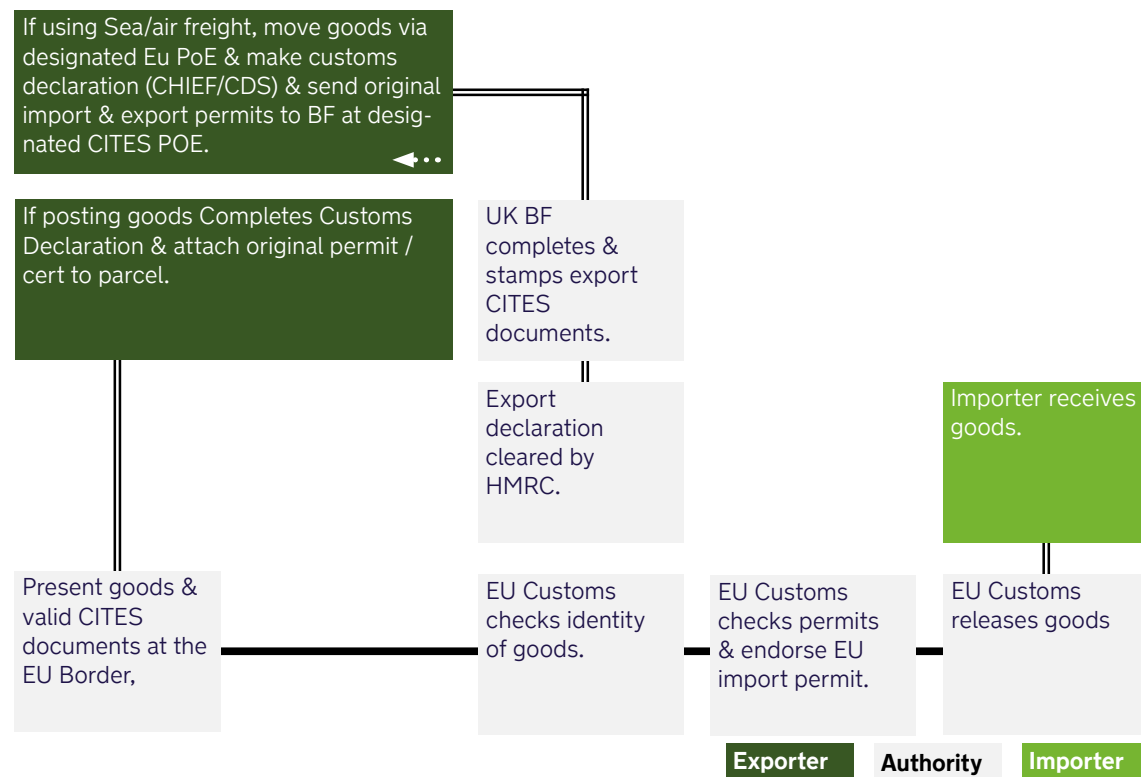 If using Sea/air freight, move goods via
designated Eu PoE & make customs
declaration (CHIEF/CDS) & send original
import & export permits to BF at desig-
nated CITES POE.
If posting goods Completes Customs
Declaration & attach original permit /
cert to parcel.
UK BF
completes &
stamps export
CITES
documents.
Export
declaration
cleared by
HMRC.
Importer receives
goods.
Present goods &
valid CITES
documents at the
EU Border,
EU Customs
checks identity
of goods.
EU Customs
checks permits
& endorse EU
import permit.
EU Customs
releases goods
Exporter
Authority
Importer